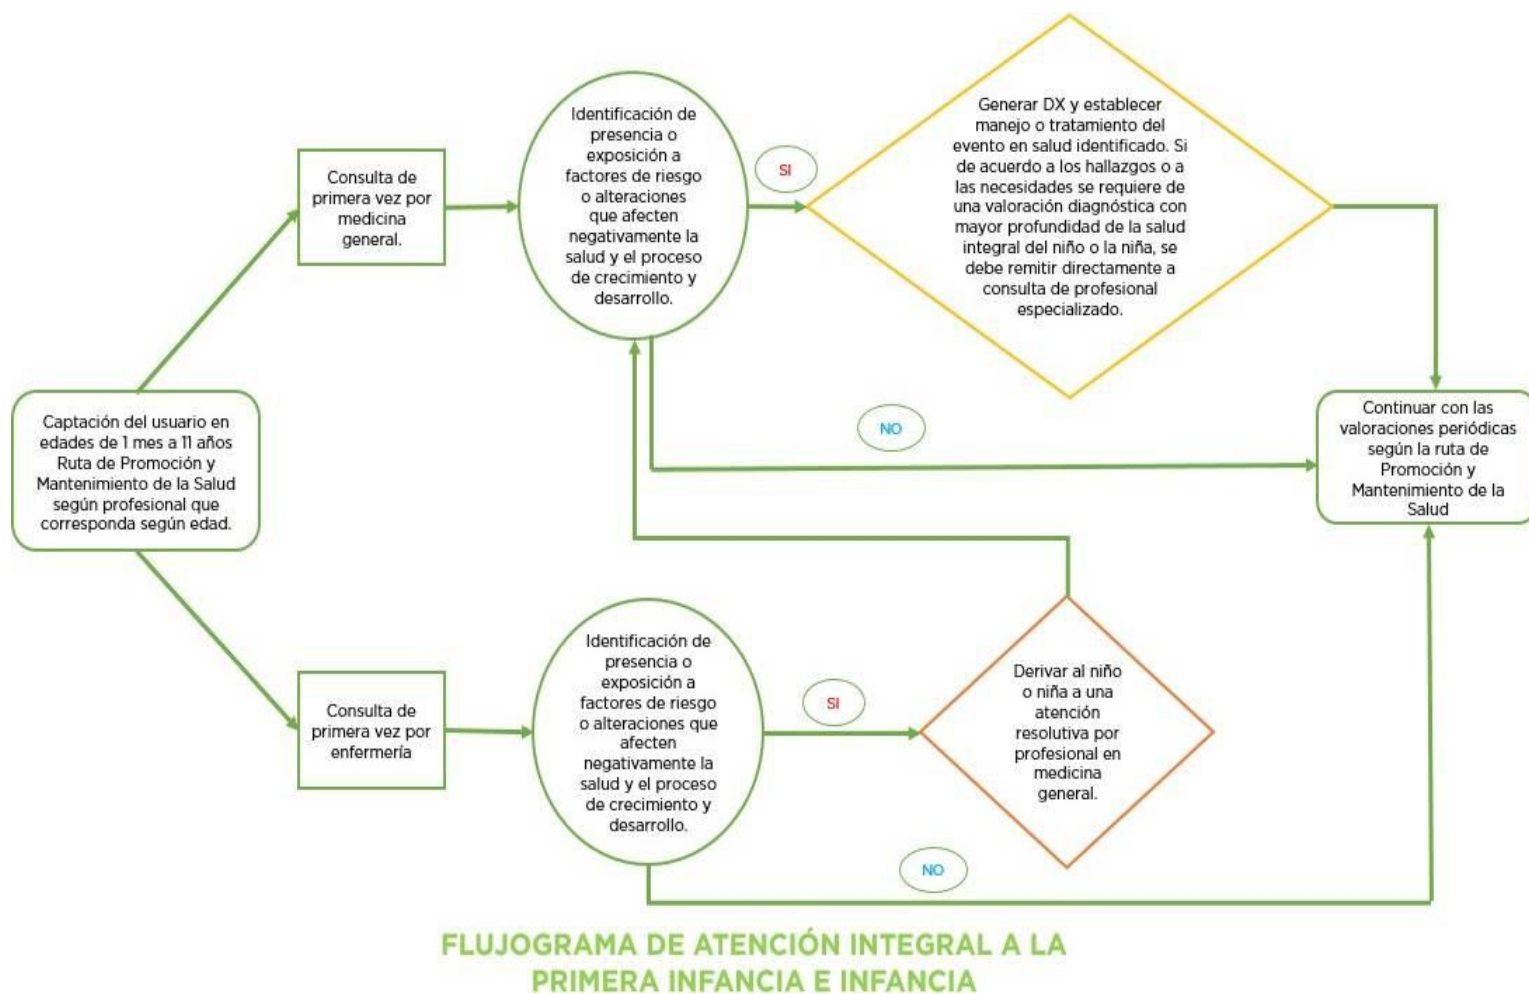 Captación del usuario en
edades de 1 mes a 11 años
Ruta de Promoción y
Mantenimiento de la Salud
según profesional que
corresponda según edad.
Consulta de
primera vez por
medicina
general.
Identificación de
presencia o
exposición a
factores de riesgo
o alteraciones
que afecten
negativamente la
salud y el proceso
de crecimiento y
desarrollo.
SI
Generar DX y establecer
manejo o tratamiento del
evento en salud identificado. Si
de acuerdo a los hallazgos o a
las necesidades se requiere de
una valoración diagnóstica con
mayor profundidad de la salud
integral del niño o la niña, se
debe remitir directamente a
consulta de profesional
especializado.
NO
Continuar con las
valoraciones periódicas
según la ruta de
Promoción y
Mantenimiento de la
Salud
Consulta de
primera vez por
enfermería
Identificación de
presencia o
exposición a
factores de riesgo
o alteraciones que
afecten
negativamente la
salud y el proceso
de crecimiento y
desarrollo.
SI
Derivar al niño
o niña a una
atención
resolutiva por
profesional en
medicina
general.
NO
FLUJOGRAMA DE ATENCIÓN INTEGRAL A LA
PRIMERA INFANCIA E INFANCIA